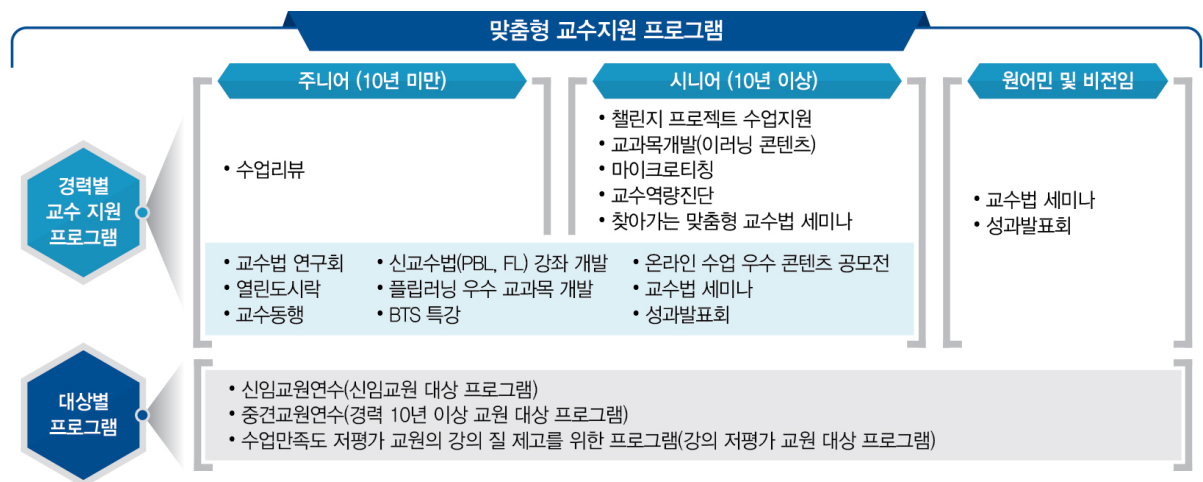 맞춤형 교수지원 프로그램
주니어 (10년 미만)
시니어 (10년 이상)
원어민 및 비전임
경력별
교수 지원
프로그램
• 수업리뷰
• 챌린지 프로젝트 수업지원
• 교과목개발(이러닝 콘텐츠)
• 마이크로티칭
• 교수역량진단
• 찾아가는 맞춤형 교수법 세미나
• 교수법 세미나
• 성과발표회
• 교수법 연구회
• 열린도시락
• 교수동행
• 신교수법(PBL, FL) 강좌 개발
• 플립러닝 우수 교과목 개발
• BTS 특강
• 온라인 수업 우수 콘텐츠 공모전
• 교수법 세미나
• 성과발표회
대상별
프로그램
• 신임교원연수(신임교원 대상 프로그램)
• 중견교원연수(경력 10년 이상 교원 대상 프로그램)
• 수업만족도 저평가 교원의 강의 질 제고를 위한 프로그램(강의 저평가 교원 대상 프로그램)